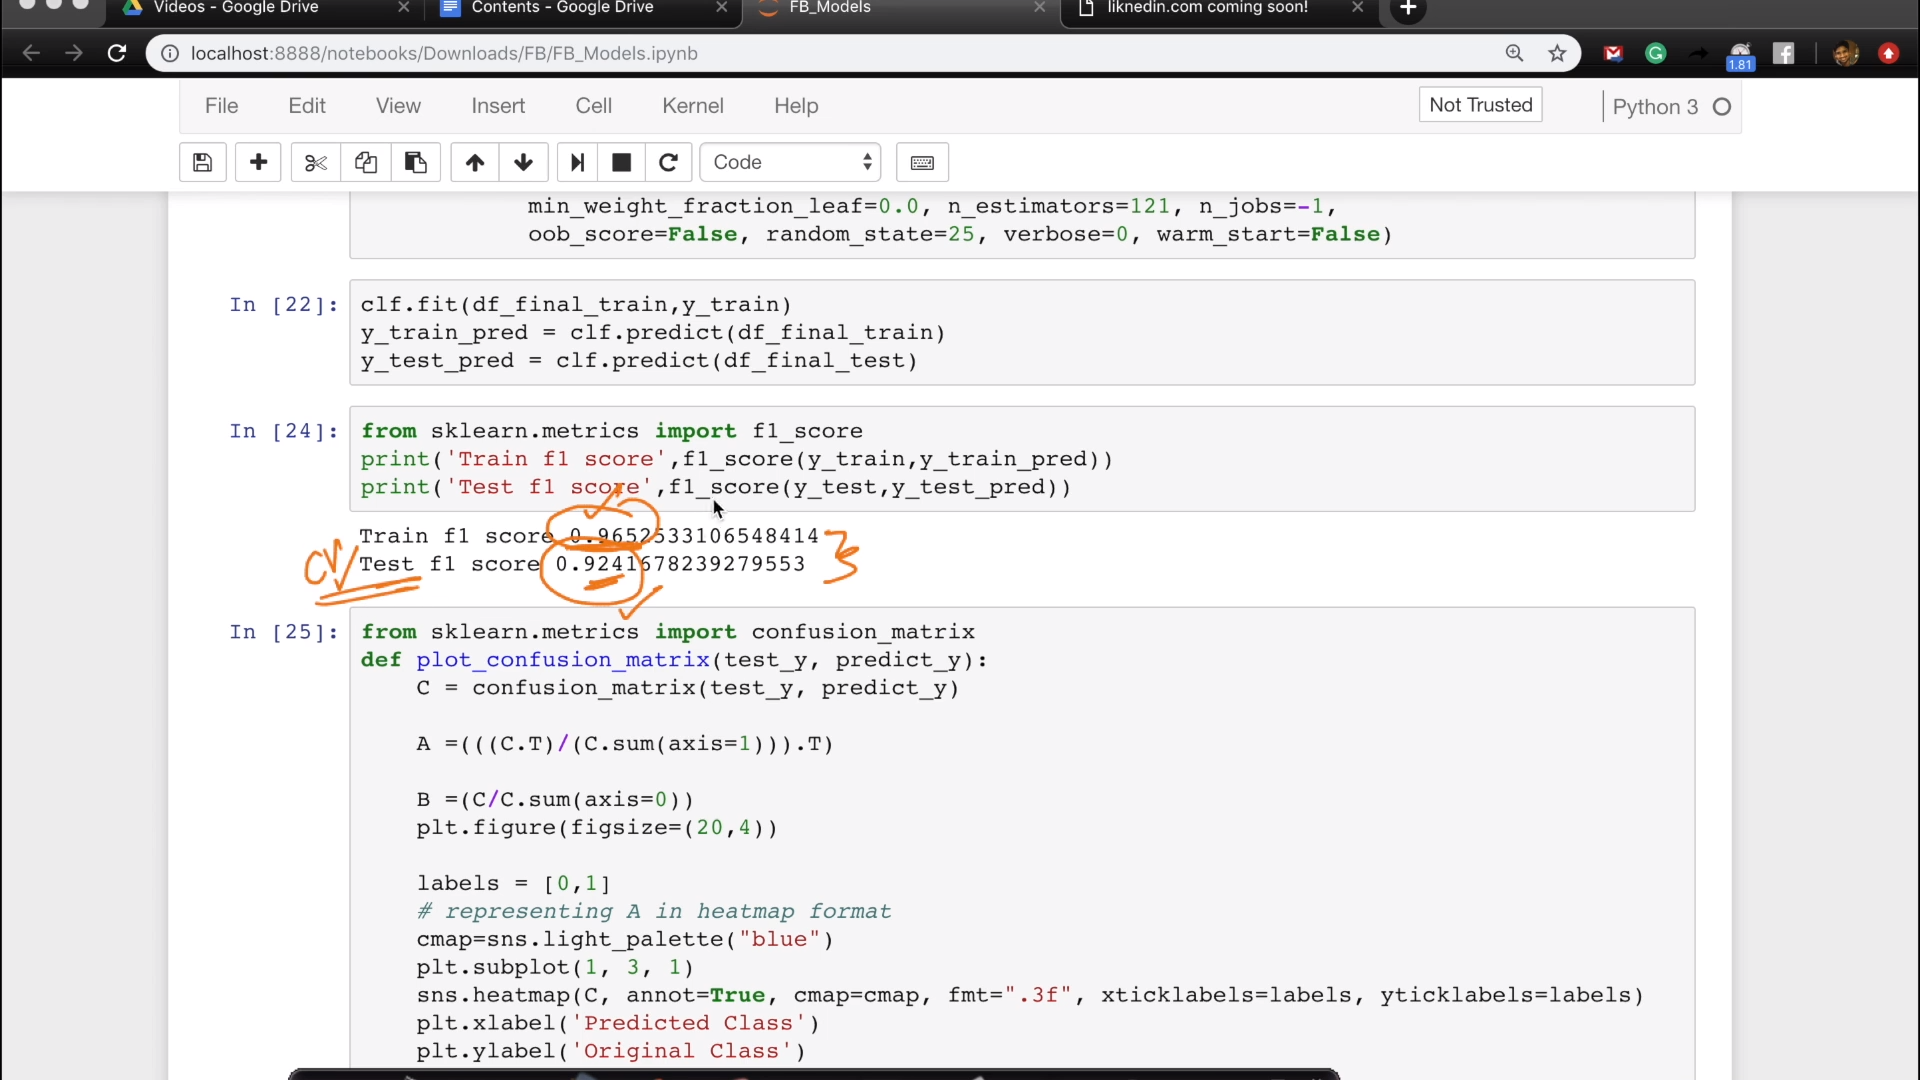 Videos - Google Drive
Contents - Google Drive
FB_Models
liknedin.com coming soon!
localhost:8888/notebooks/Downloads/FB/FB_Models.ipynb
1.81
File Edit View Insert Cell Kernel Help
Not Trusted
Python 3
Code
min_weight_fraction_leaf=0.0, n_estimators=121, n_jobs=-1,
oob_score=False, random_state=25, verbose=0, warm_start=False)
In [22]: clf.fit(df_final_train,y_train)
y_train_pred = clf.predict(df_final_train)
y_test_pred = clf.predict(df_final_test)
In [24]: from sklearn.metrics import f1_score
print('Train f1 score',f1_score(y_train,y_train_pred))
print('Test f1 score',f1_score(y_test,y_test_pred))
Train f1 score 0.9652533106548414
CV/ Test f1 score 0.9241678239279553
In [25]: from sklearn.metrics import confusion_matrix
def plot_confusion_matrix(test_y, predict_y):
C = confusion_matrix(test_y, predict_y)
A =(((C.T)/(C.sum(axis=1))).T)
B =(C/C.sum(axis=0))
plt.figure(figsize=(20,4))
labels = [0,1]
# representing A in heatmap format
cmap=sns.light_palette("blue")
plt.subplot(1, 3, 1)
sns.heatmap(C, annot=True, cmap=cmap, fmt=".3f", xticklabels=labels, yticklabels=labels)
plt.xlabel('Predicted Class')
plt.ylabel('Original Class')